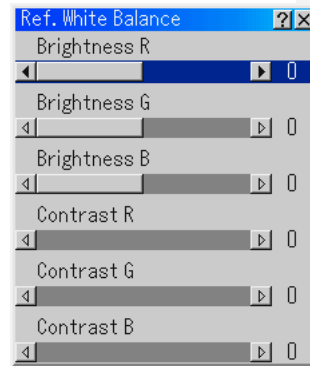 Ref. White Balance ? ×
Brightness R
0
Brightness G
0
Brightness B
0
Contrast R
0
Contrast G
0
Contrast B
0